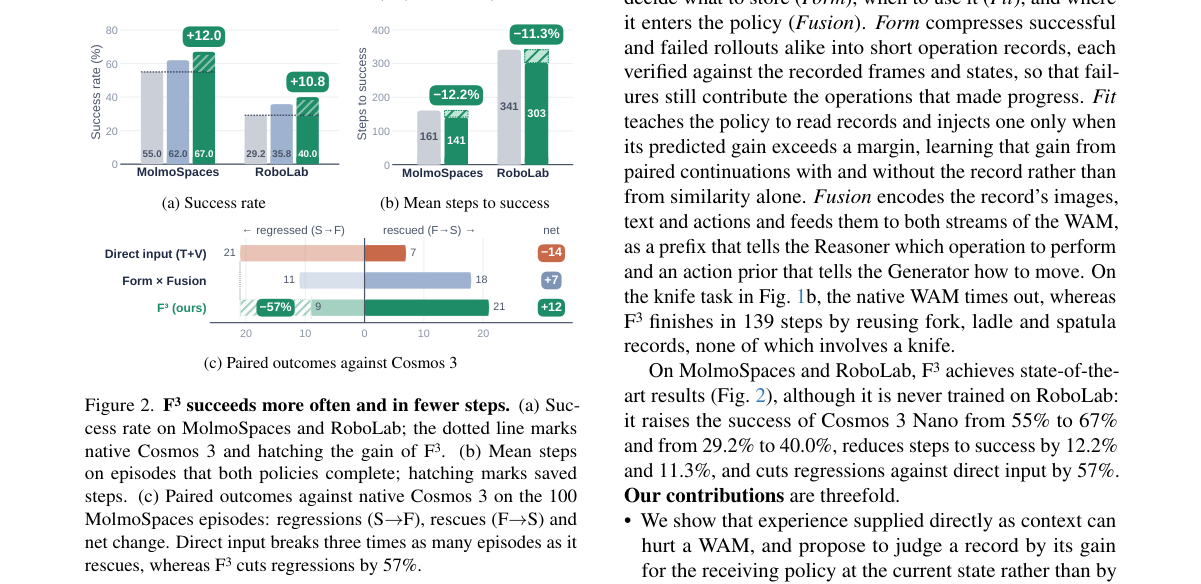 80
60
40
20
0
Success rate (%)
+12.0
+10.8
55.0 62.0 67.0
29.2 35.8 40.0
MolmoSpaces RoboLab
(a) Success rate
400
300
200
100
0
Steps to success
−12.2%
−11.3%
161 141
341 303
MolmoSpaces RoboLab
(b) Mean steps to success
← regressed (S→F) rescued (F→S) → net
Direct input (T+V) 21 7 −14
Form × Fusion 11 18 +7
F³ (ours) −57% 9 21 +12
20 10 0 10 20
(c) Paired outcomes against Cosmos 3
Figure 2. F³ succeeds more often and in fewer steps. (a) Suc-
cess rate on MolmoSpaces and RoboLab; the dotted line marks
native Cosmos 3 and hatching the gain of F³. (b) Mean steps
on episodes that both policies complete; hatching marks saved
steps. (c) Paired outcomes against native Cosmos 3 on the 100
MolmoSpaces episodes: regressions (S→F), rescues (F→S) and
net change. Direct input breaks three times as many episodes as it
rescues, whereas F³ cuts regressions by 57%.
it enters the policy (Fusion). Form compresses successful
and failed rollouts alike into short operation records, each
verified against the recorded frames and states, so that fail-
ures still contribute the operations that made progress. Fit
teaches the policy to read records and injects one only when
its predicted gain exceeds a margin, learning that gain from
paired continuations with and without the record rather than
from similarity alone. Fusion encodes the record's images,
text and actions and feeds them to both streams of the WAM,
as a prefix that tells the Reasoner which operation to perform
and an action prior that tells the Generator how to move. On
the knife task in Fig. 1b, the native WAM times out, whereas
F³ finishes in 139 steps by reusing fork, ladle and spatula
records, none of which involves a knife.
On MolmoSpaces and RoboLab, F³ achieves state-of-the-
art results (Fig. 2), although it is never trained on RoboLab:
it raises the success of Cosmos 3 Nano from 55% to 67%
and from 29.2% to 40.0%, reduces steps to success by 12.2%
and 11.3%, and cuts regressions against direct input by 57%.
Our contributions are threefold.
• We show that experience supplied directly as context can
hurt a WAM, and propose to judge a record by its gain
for the receiving policy at the current state rather than by